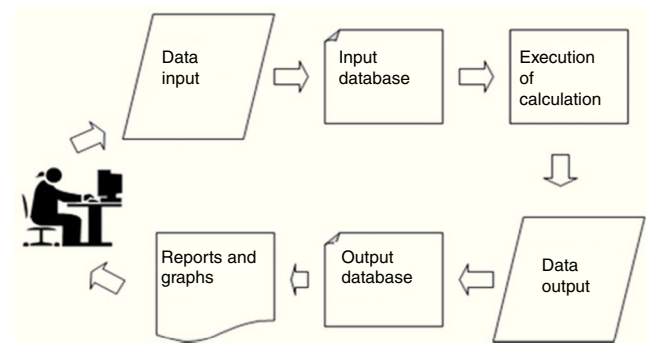 Data
input
Input
database
Execution
of
calculation
Reports and
graphs
Output
database
Data
output